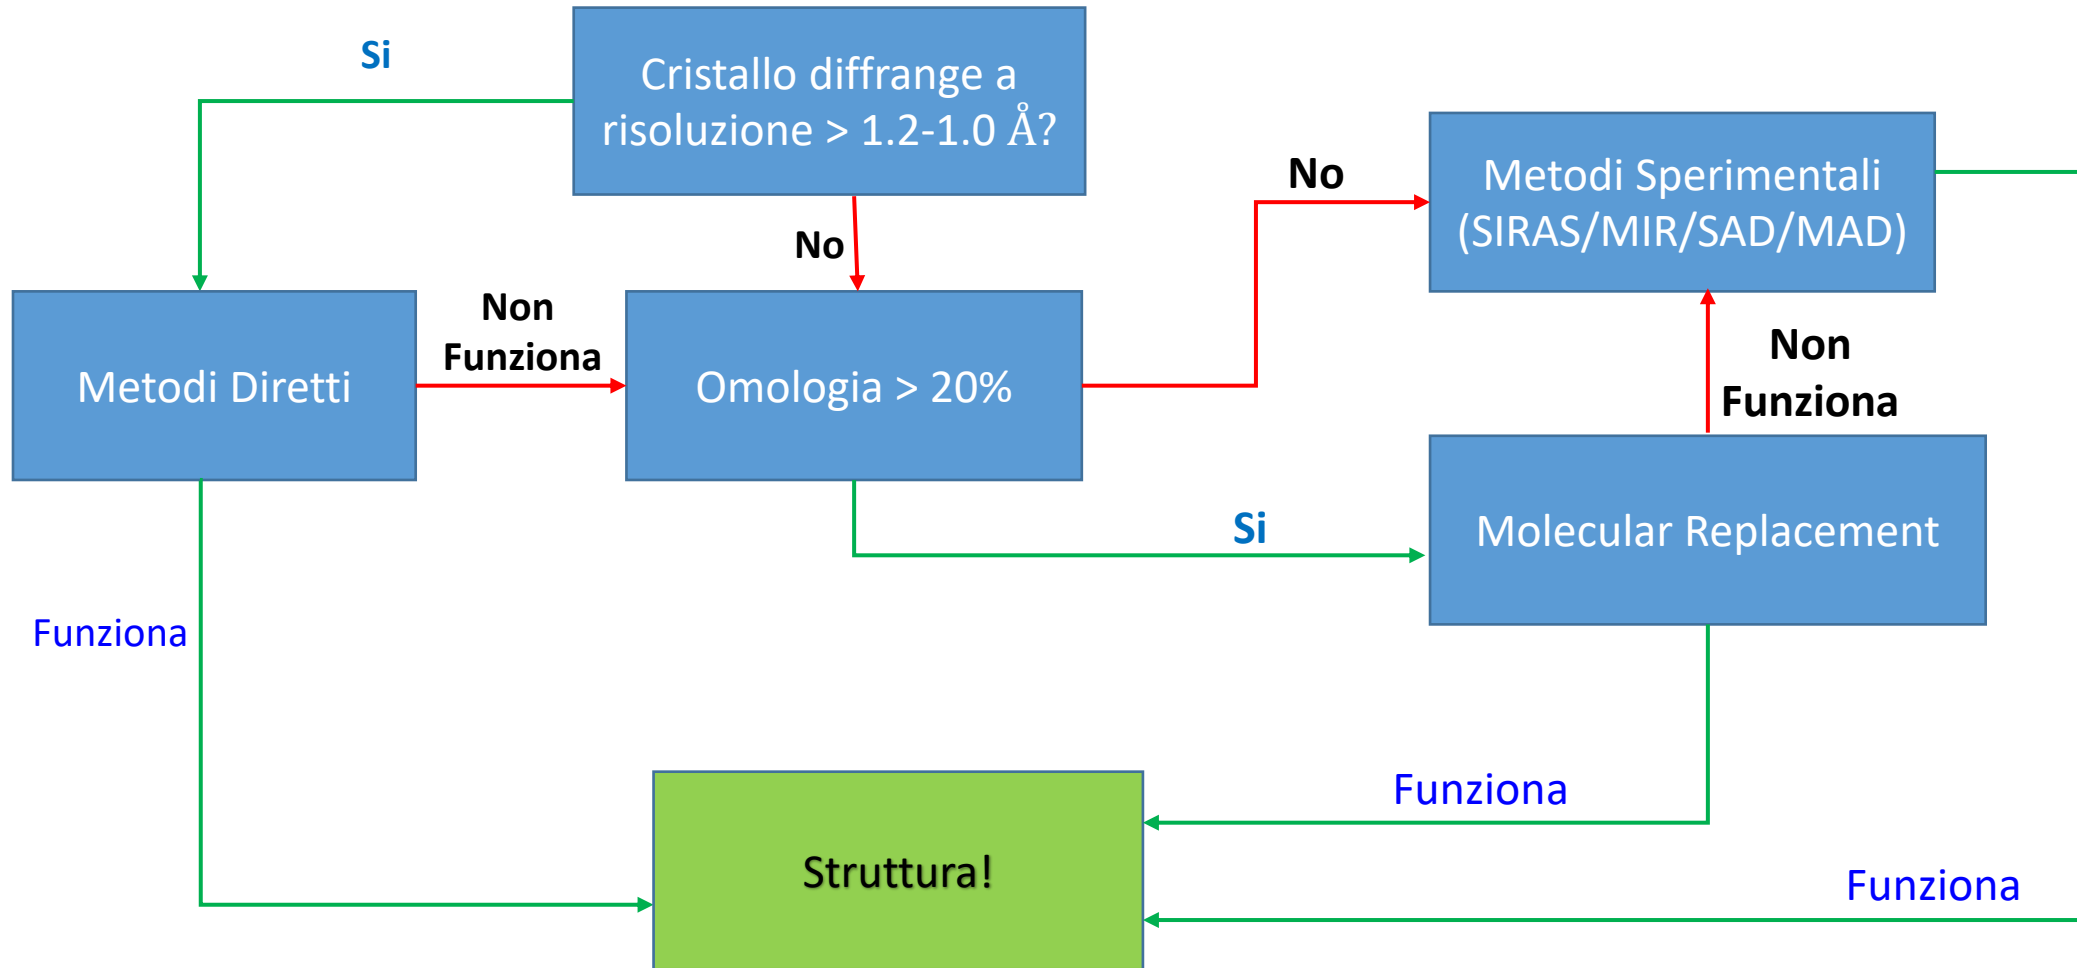 Si
Cristallo diffrange a
risoluzione > 1.2-1.0 Å?
No
No
Metodi Sperimentali
(SIRAS/MIR/SAD/MAD)
Metodi Diretti
Non
Funziona
Omologia > 20%
Non
Funziona
Si
Molecular Replacement
Funziona
Funziona
Struttura!
Funziona